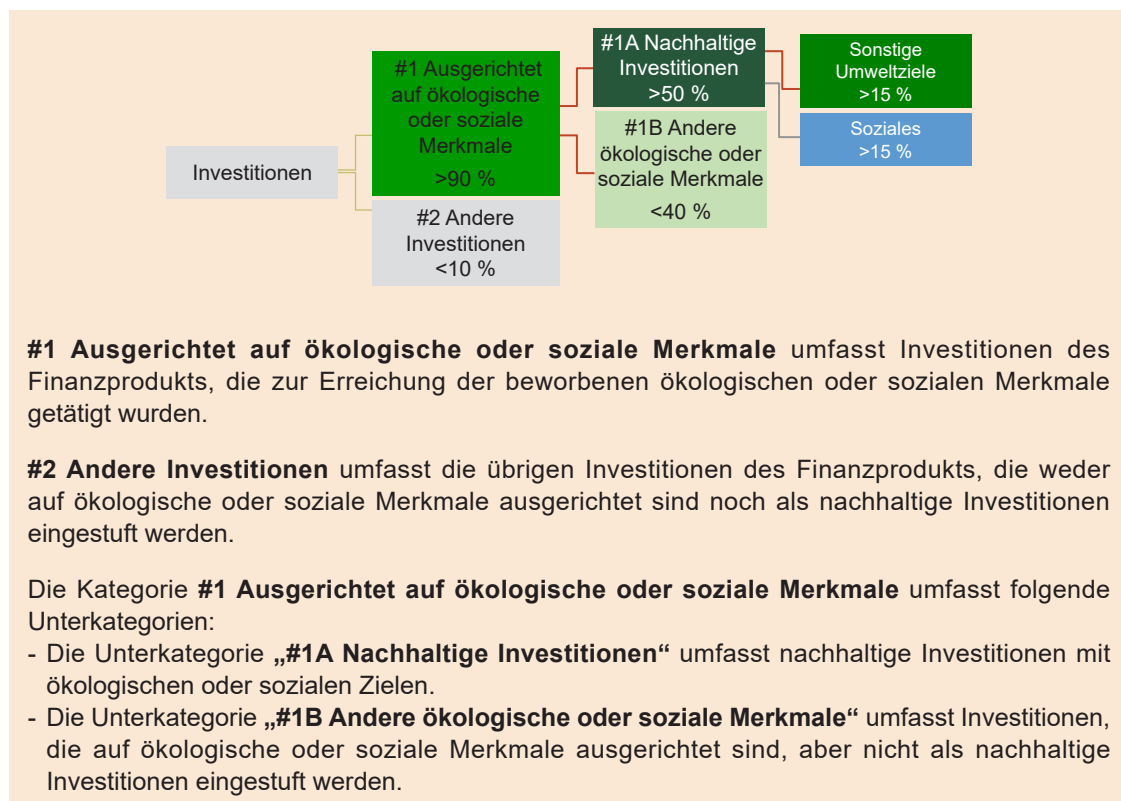 Investitionen
#1 Ausgerichtet
auf ökologische
oder soziale
Merkmale
>90 %
#2 Andere
Investitionen
<10 %
#1A Nachhaltige
Investitionen
>50 %
#1B Andere
ökologische oder
soziale Merkmale
<40 %
Sonstige
Umweltziele
>15 %
Soziales
>15 %
#1 Ausgerichtet auf ökologische oder soziale Merkmale umfasst Investitionen des
Finanzprodukts, die zur Erreichung der beworbenen ökologischen oder sozialen Merkmale
getätigt wurden.
#2 Andere Investitionen umfasst die übrigen Investitionen des Finanzprodukts, die weder
auf ökologische oder soziale Merkmale ausgerichtet sind noch als nachhaltige Investitionen
eingestuft werden.
Die Kategorie #1 Ausgerichtet auf ökologische oder soziale Merkmale umfasst folgende
Unterkategorien:
- Die Unterkategorie „#1A Nachhaltige Investitionen“ umfasst nachhaltige Investitionen mit
ökologischen oder sozialen Zielen.
- Die Unterkategorie „#1B Andere ökologische oder soziale Merkmale“ umfasst Investitionen,
die auf ökologische oder soziale Merkmale ausgerichtet sind, aber nicht als nachhaltige
Investitionen eingestuft werden.